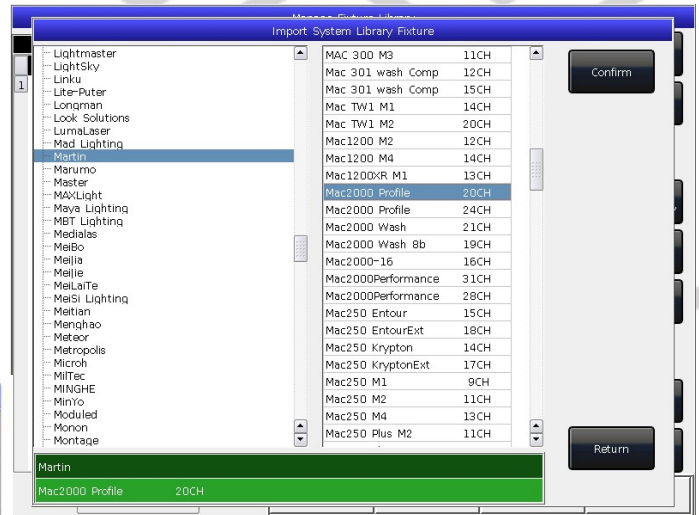 Import System Library Fixture
Lightmaster
LightSky
Linku
Lite-Puter
Longman
Look Solutions
LumaLaser
Mad Lighting
Martin
Marumo
Master
MAXLight
Maya Lighting
MBT Lighting
Medialas
MeiBo
Meijia
Meijie
MeiLaiTe
MeiSi Lighting
Meitian
Menghao
Meteor
Metropolis
Microh
MilTec
MINGHE
MinYo
Moduled
Monon
Montage
MAC 300 M3 11CH
Mac 301 wash Comp 12CH
Mac 301 wash Comp 15CH
Mac TW1 M1 14CH
Mac TW1 M2 20CH
Mac1200 M2 12CH
Mac1200 M4 14CH
Mac1200XR M1 13CH
Mac2000 Profile 20CH
Mac2000 Profile 24CH
Mac2000 Wash 21CH
Mac2000 Wash 8b 19CH
Mac2000-16 16CH
Mac2000Performance 31CH
Mac2000Performance 28CH
Mac250 Entour 15CH
Mac250 EntourExt 18CH
Mac250 Krypton 14CH
Mac250 KryptonExt 17CH
Mac250 M1 9CH
Mac250 M2 11CH
Mac250 M4 13CH
Mac250 Plus M2 11CH
Confirm
Return
1
Martin
Mac2000 Profile 20CH